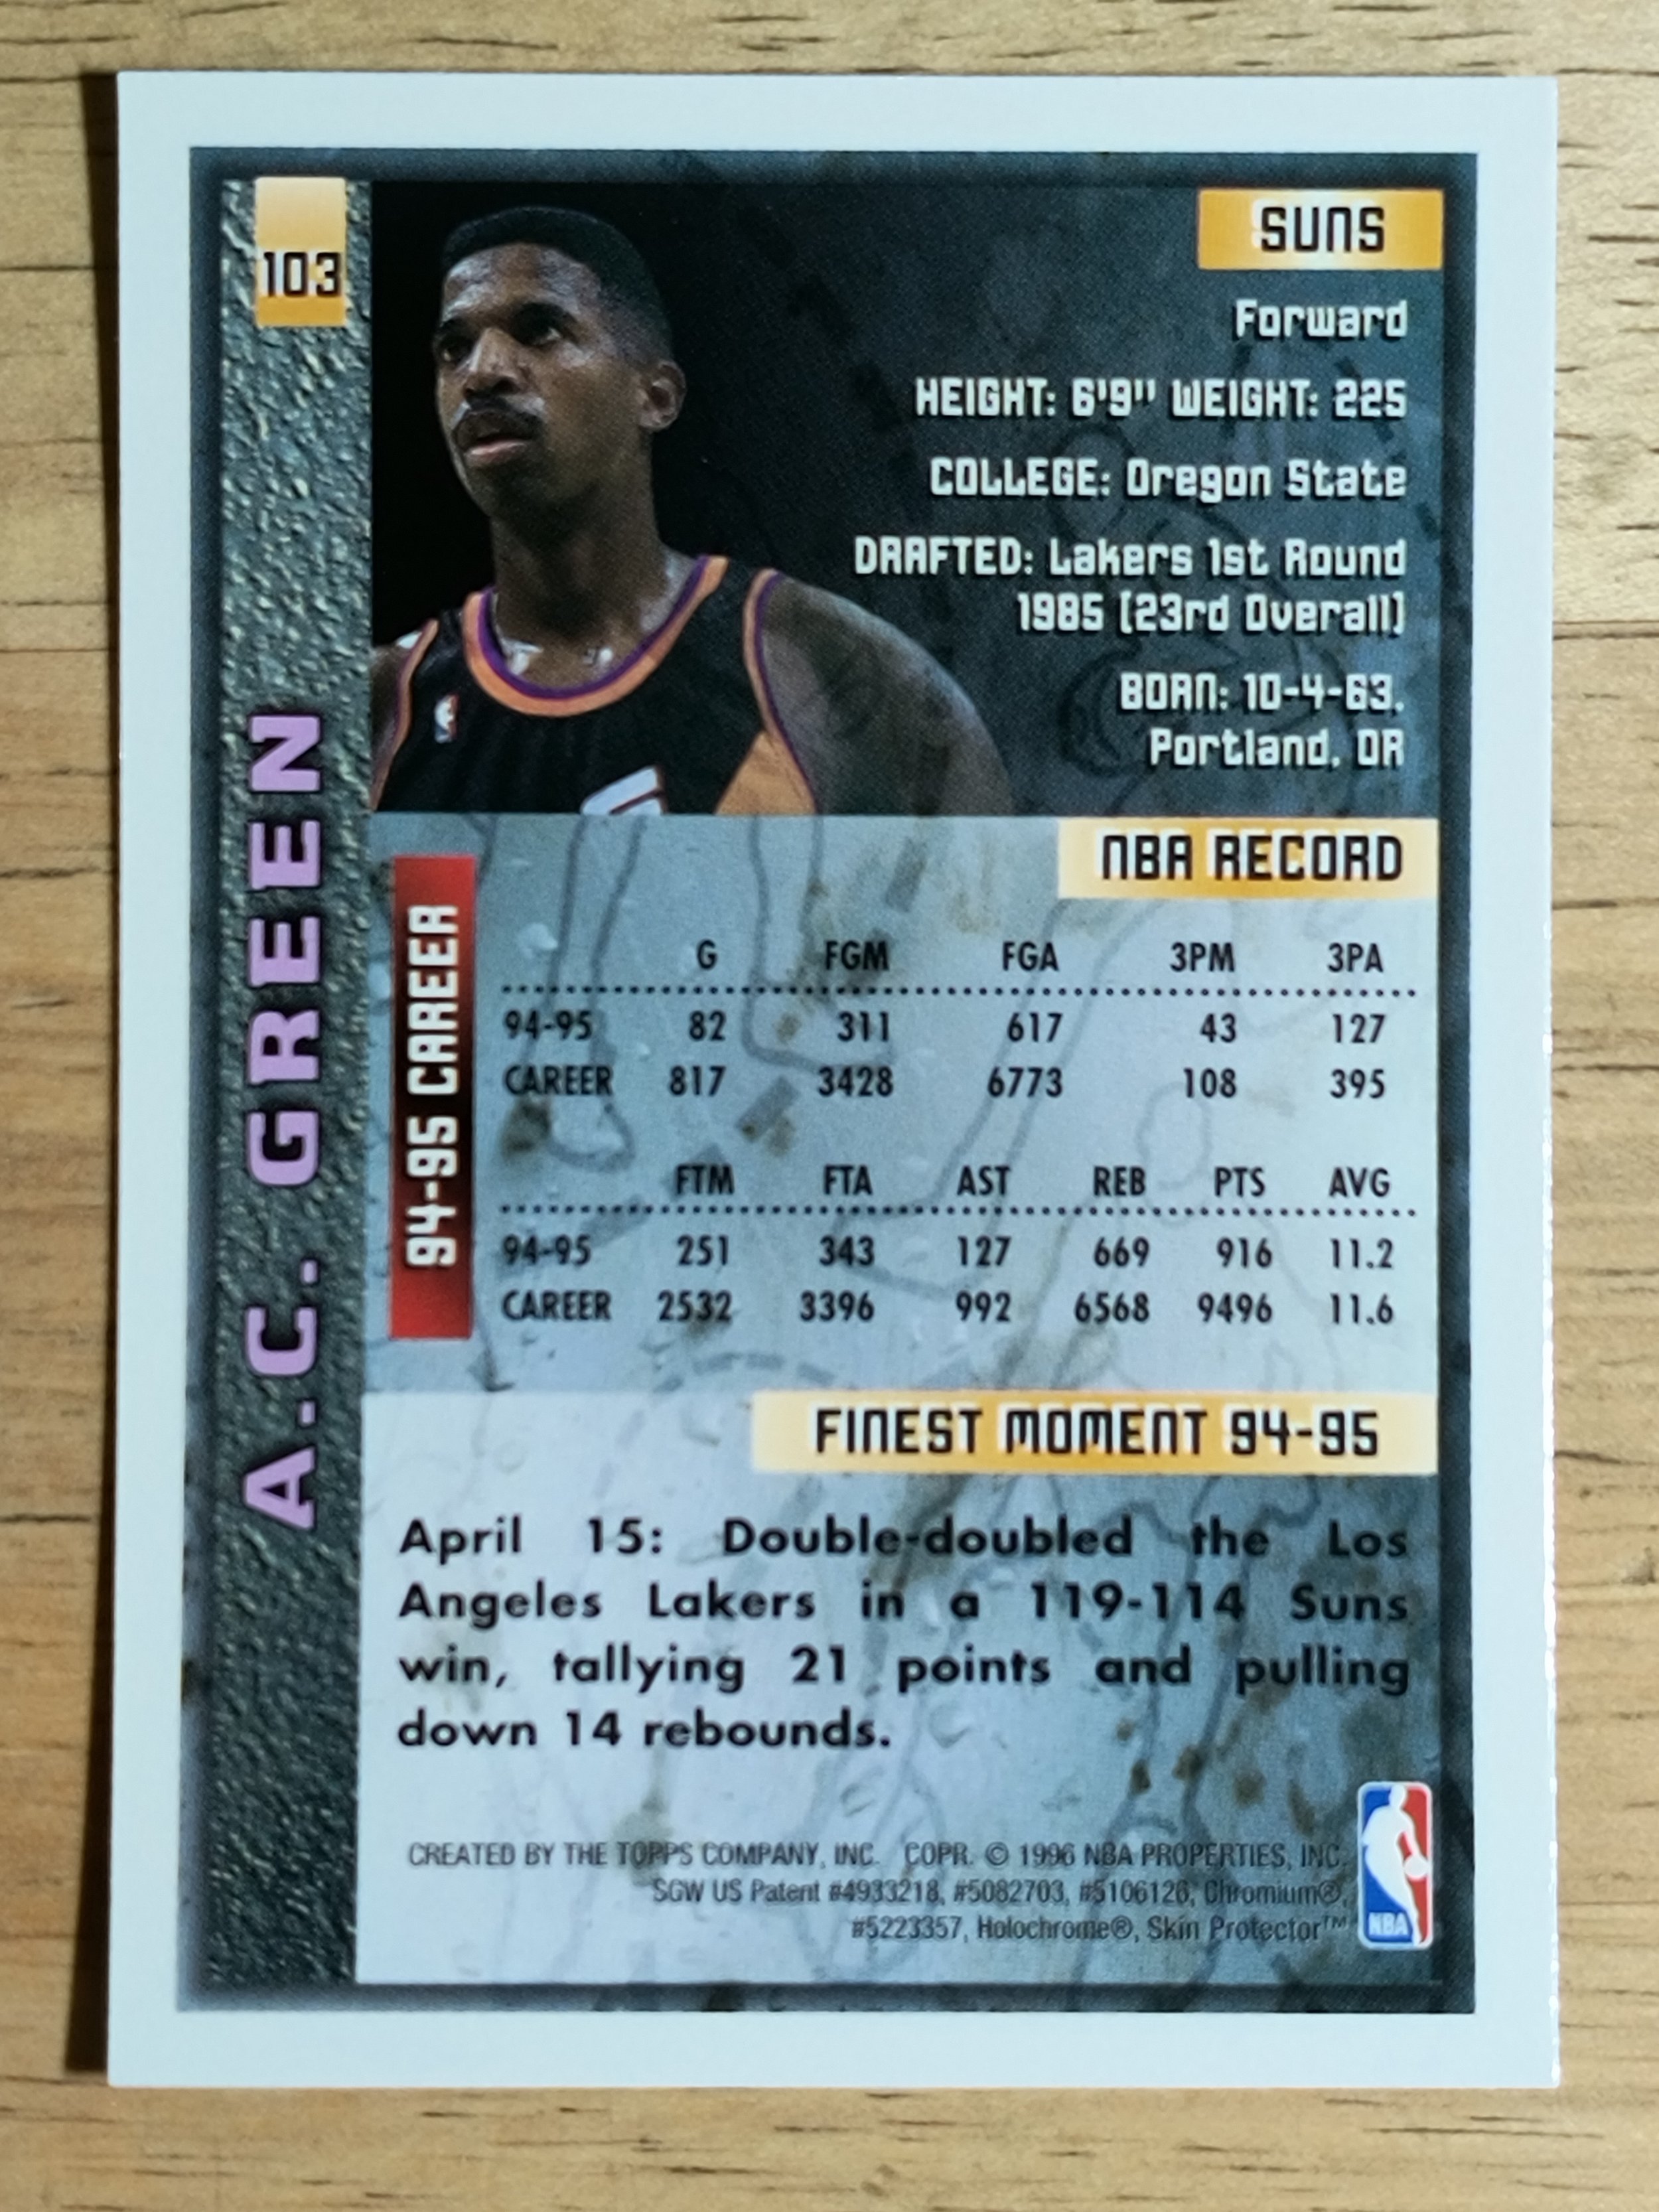 103
SUNS
Forward
HEIGHT: 6'9" WEIGHT: 225
COLLEGE: Oregon State
DRAFTED: Lakers 1st Round
1985 (23rd Overall)
BORN: 10-4-63,
Portland, OR
A.C. GREEN
NBA RECORD
94-95 CAREER
G FGM FGA 3PM 3PA
94-95 82 311 617 43 127
CAREER 817 3428 6773 108 395
FTM FTA AST REB PTS AVG
94-95 251 343 127 669 916 11.2
CAREER 2532 3396 992 6568 9496 11.6
FINEST MOMENT 94-95
April 15: Double-doubled the Los
Angeles Lakers in a 119-114 Suns
win, tallying 21 points and pulling
down 14 rebounds.
CREATED BY THE TOPPS COMPANY, INC. COPR. © 1996 NBA PROPERTIES, INC.
SGW US Patent #4933218, #5082703, #5106126, Chromium®,
#5223357, Holochrome®, Skin Protector™
NBA